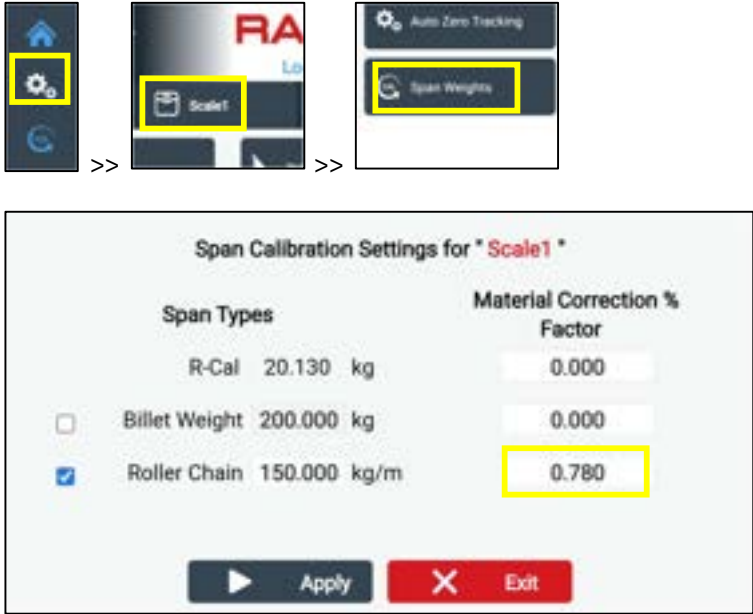 RA
Lo
Auto Zero Tracking
Scale1
Span Weights
>>
>>
Span Calibration Settings for " Scale1 "
Span Types
Material Correction %
Factor
R-Cal 20.130 kg 0.000
Billet Weight 200.000 kg 0.000
Roller Chain 150.000 kg/m 0.780
Apply
Exit